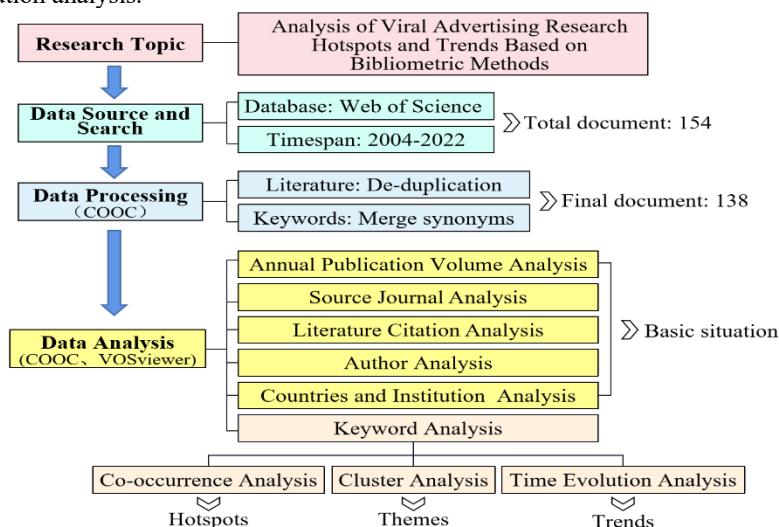 ation analysis.
Research Topic
Analysis of Viral Advertising Research
Hotspots and Trends Based on
Bibliometric Methods
Data Source and
Search
Database: Web of Science
Timespan: 2004-2022
Total document: 154
Data Processing
（COOC）
Literature: De-duplication
Keywords: Merge synonyms
Final document: 138
Data Analysis
(COOC、VOSviewer)
Annual Publication Volume Analysis
Source Journal Analysis
Literature Citation Analysis
Author Analysis
Countries and Institution Analysis
Basic situation
Keyword Analysis
Co-occurrence Analysis
Cluster Analysis
Time Evolution Analysis
Hotspots
Themes
Trends